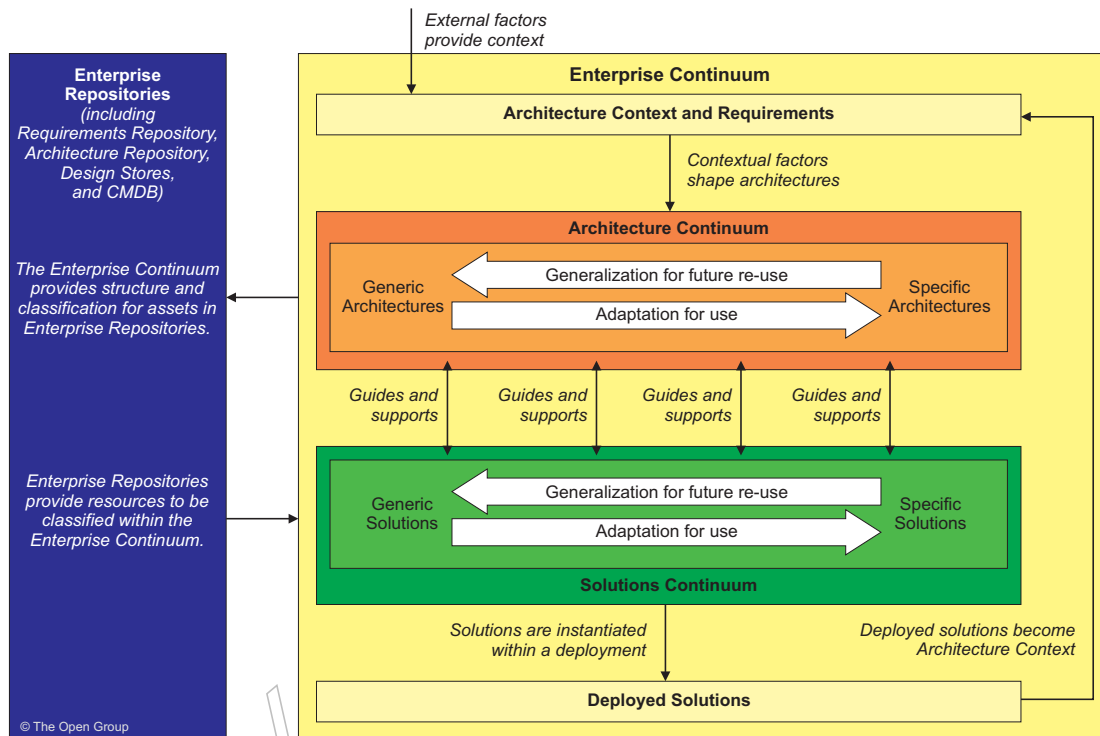 External factors
provide context
Enterprise
Repositories
(including
Requirements Repository,
Architecture Repository,
Design Stores,
and CMDB)
The Enterprise Continuum
provides structure and
classification for assets in
Enterprise Repositories.
Enterprise Repositories
provide resources to be
classified within the
Enterprise Continuum.
© The Open Group
Enterprise Continuum
Architecture Context and Requirements
Contextual factors
shape architectures
Architecture Continuum
Generic
Architectures
Generalization for future re-use
Adaptation for use
Specific
Architectures
Guides and
supports
Guides and
supports
Guides and
supports
Guides and
supports
Generic
Solutions
Generalization for future re-use
Adaptation for use
Specific
Solutions
Solutions Continuum
Solutions are instantiated
within a deployment
Deployed solutions become
Architecture Context
Deployed Solutions